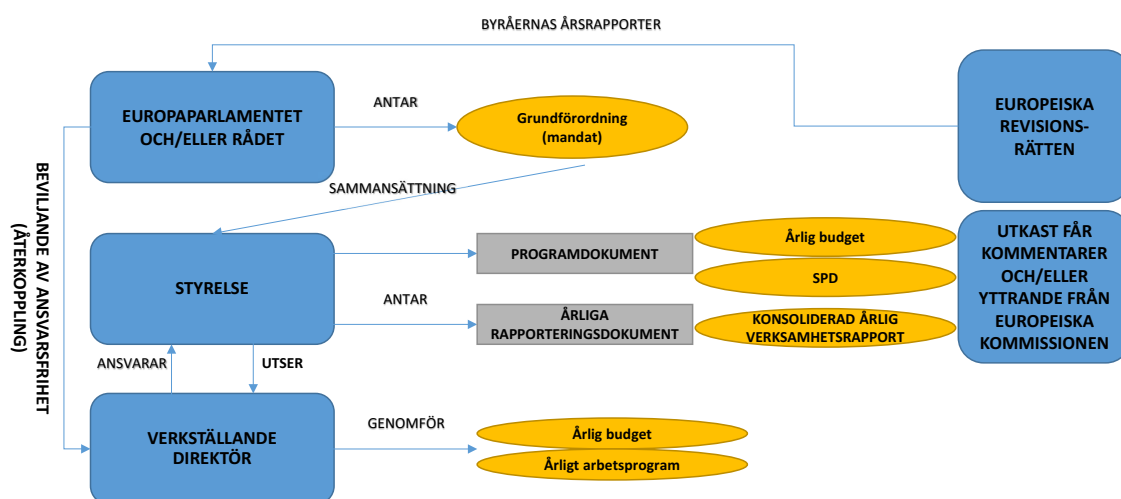 BYRÅERNAS ÅRSRAPPORTER
EUROPAPARLAMENTET
OCH/ELLER RÅDET
ANTAR
Grundförordning
(mandat)
EUROPEISKA
REVISIONS-
RÄTTEN
SAMMANSÄTTNING
BEVILJANDE AV ANSVARSFRIHET
(ÅTERKOPPLING)
STYRELSE
PROGRAMDOKUMENT
Årlig budget
SPD
ANTAR
ÅRLIGA
RAPPORTERINGSDOKUMENT
KONSOLIDERAD ÅRLIG
VERKSAMHETSRAPPORT
UTKAST FÅR
KOMMENTARER
OCH/ELLER
YTTRANDE FRÅN
EUROPEISKA
KOMMISSIONEN
ANSVARAR
UTSER
VERKSTÄLLANDE
DIREKTÖR
GENOMFÖR
Årlig budget
Årligt arbetsprogram